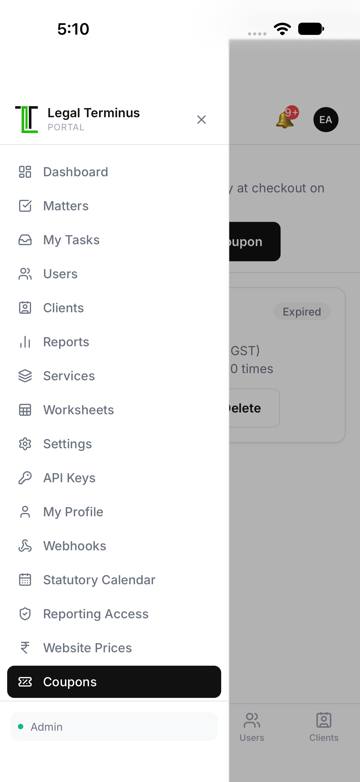 5:10
Legal Terminus
PORTAL
9+
EA
Dashboard
Matters
y at checkout on
My Tasks
Users
Clients
Expired
Reports
GST)
Services
0 times
Worksheets
Delete
Settings
API Keys
My Profile
Webhooks
Statutory Calendar
Reporting Access
Website Prices
Coupons
Admin
Users
Clients